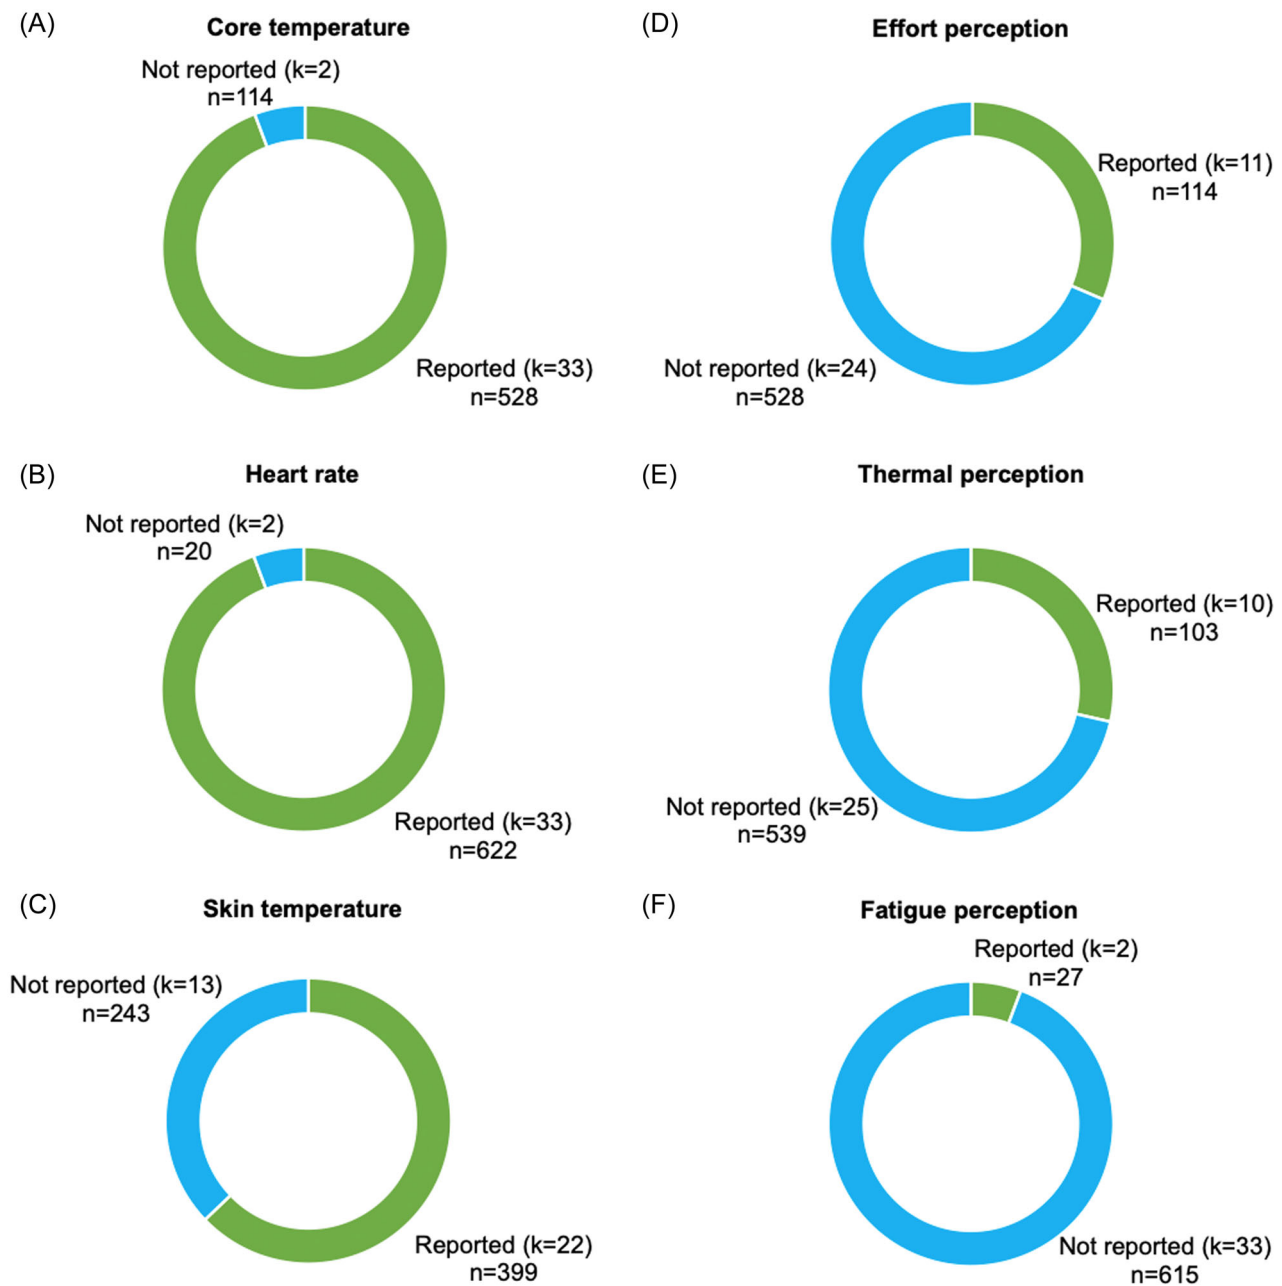 (A)
Core temperature
Not reported (k=2)
n=114
Reported (k=33)
n=528
(D)
Effort perception
Reported (k=11)
n=114
Not reported (k=24)
n=528
(B)
Heart rate
Not reported (k=2)
n=20
Reported (k=33)
n=622
(E)
Thermal perception
Reported (k=10)
n=103
Not reported (k=25)
n=539
(C)
Skin temperature
Not reported (k=13)
n=243
Reported (k=22)
n=399
(F)
Fatigue perception
Reported (k=2)
n=27
Not reported (k=33)
n=615